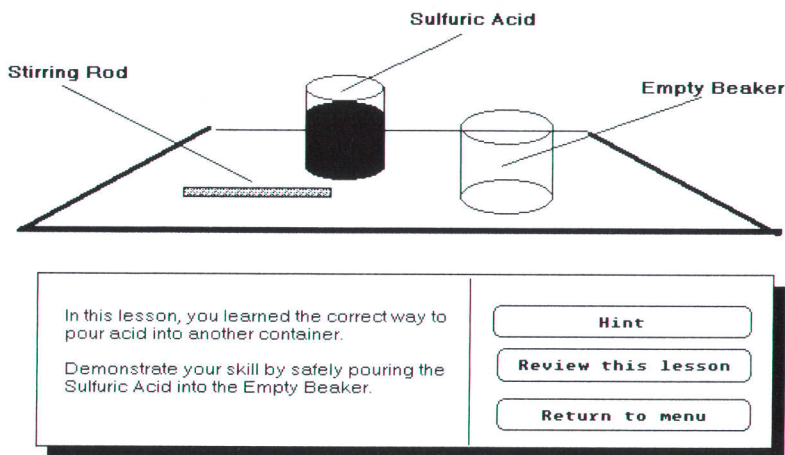 Sulfuric Acid
Stirring Rod
Empty Beaker
In this lesson, you learned the correct way to
pour acid into another container.
Demonstrate your skill by safely pouring the
Sulfuric Acid into the Empty Beaker.
Hint
Review this lesson
Return to menu